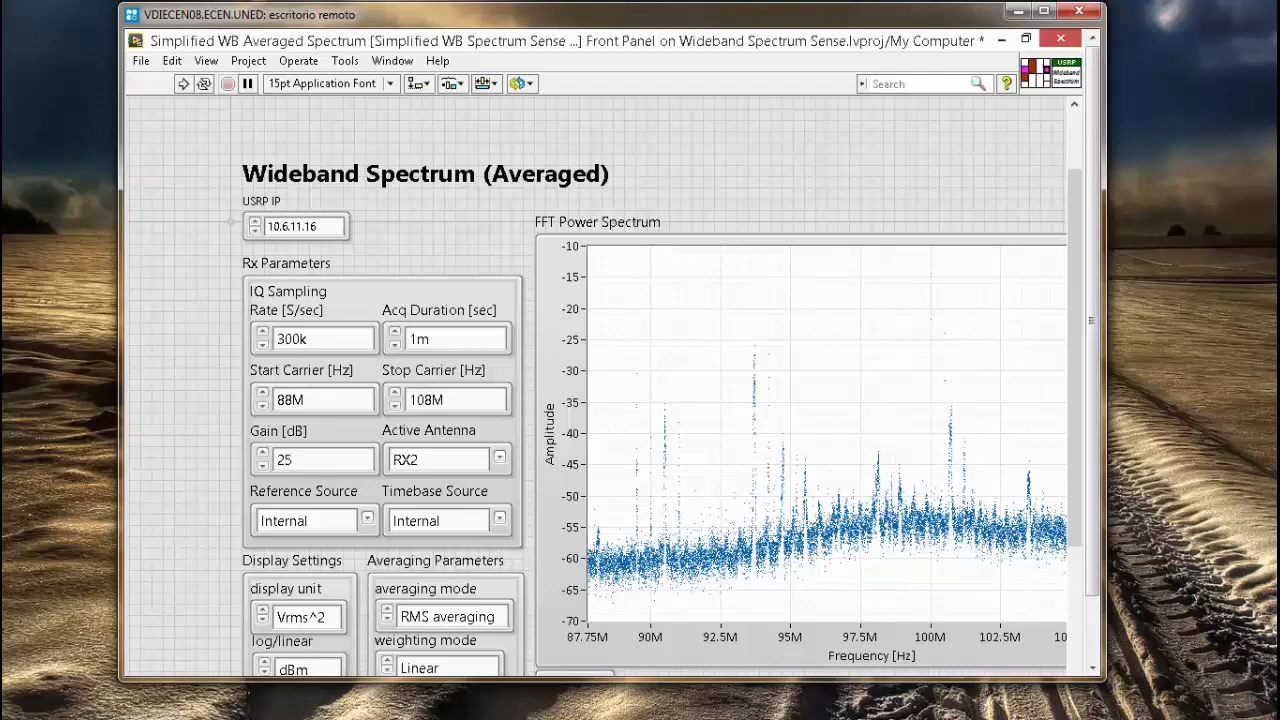 VDIECEN08.ECEN.UNED: escritorio remoto
Simplified WB Averaged Spectrum [Simplified WB Spectrum Sense ...] Front Panel on Wideband Spectrum Sense.lvproj/My Computer *
File Edit View Project Operate Tools Window Help
15pt Application Search ?
USRP
Wideband
Spectrum
Wideband Spectrum (Averaged)
USRP IP
10.6.11.16
Rx Parameters
IQ Sampling
Rate [S/sec] Acq Duration [sec]
300k 1m
Start Carrier [Hz] Stop Carrier [Hz]
88M 108M
Gain [dB] Active Antenna
25 RX2
Reference Source Timebase Source
Internal Internal
Display Settings Averaging Parameters
display unit averaging mode
Vrms^2 RMS averaging
log/linear weighting mode
dBm Linear
FFT Power Spectrum
Amplitude
-10
-15
-20
-25
-30
-35
-40
-45
-50
-55
-60
-65
-70
87.75M 90M 92.5M 95M 97.5M 100M 102.5M 10
Frequency [Hz]